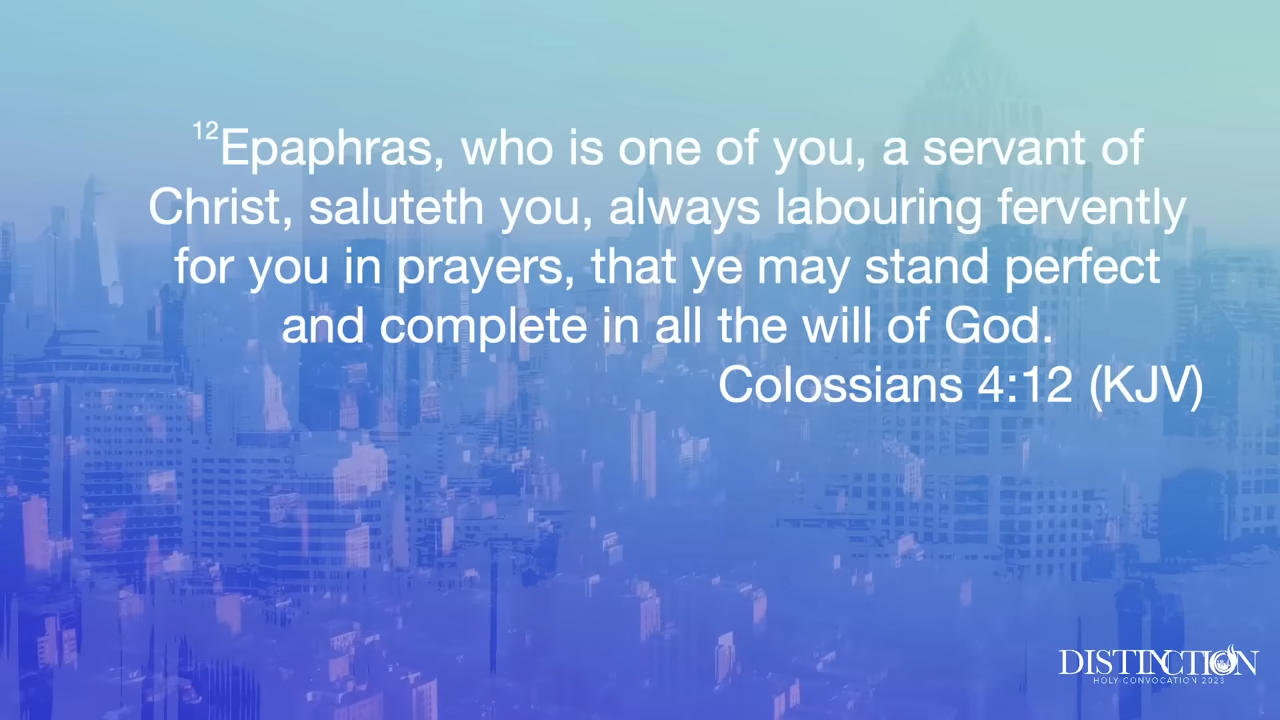 12Epaphras, who is one of you, a servant of
Christ, saluteth you, always labouring fervently
for you in prayers, that ye may stand perfect
and complete in all the will of God.
Colossians 4:12 (KJV)
DISTINCTION
HOLY CONVOCATION 2023